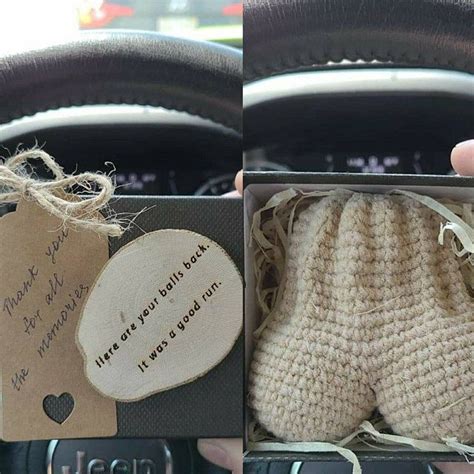 Thank you
for all
the memories
Here are your balls back.
It was a good run.
Jeep